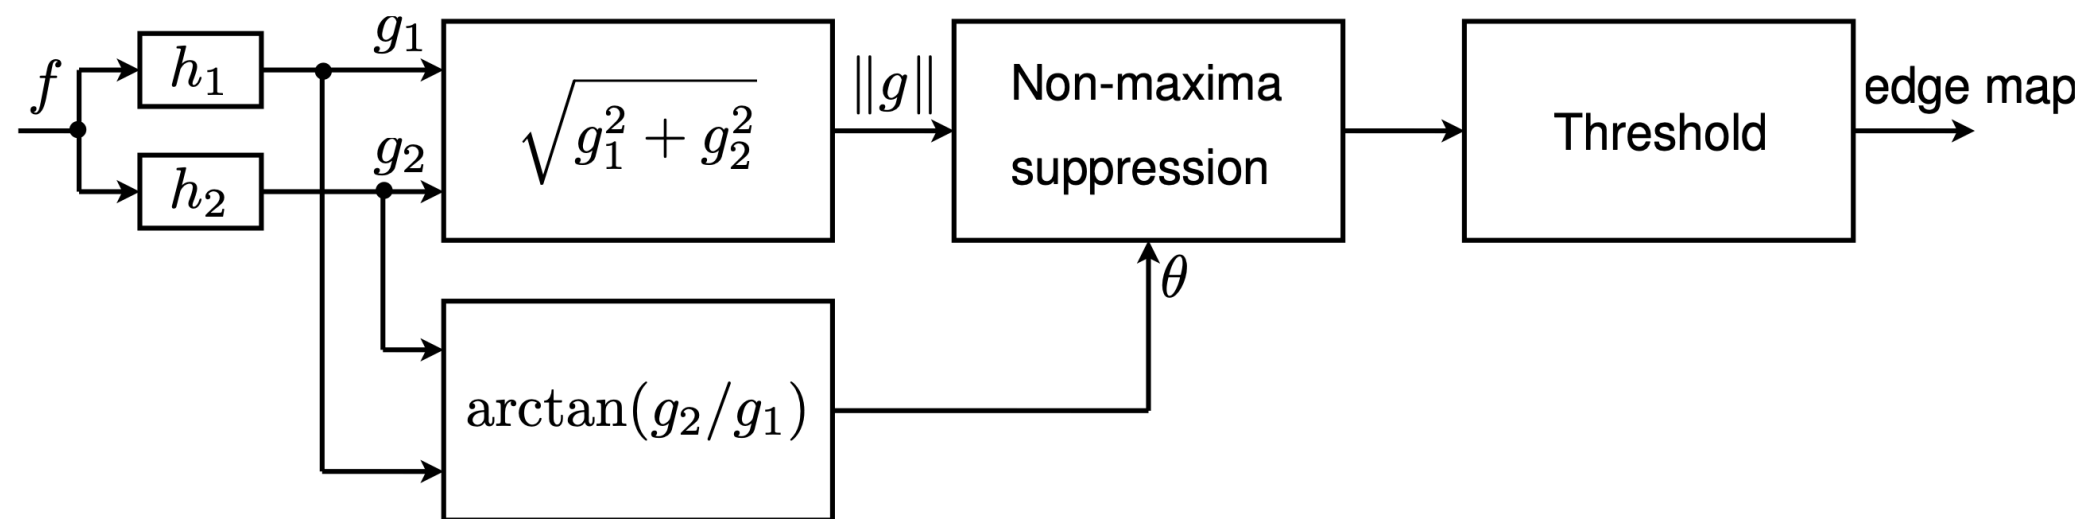 f
h₁
g₁
h₂
g₂
√(g₁² + g₂²)
‖g‖
Non-maxima
suppression
Threshold
edge map
θ
arctan(g₂/g₁)